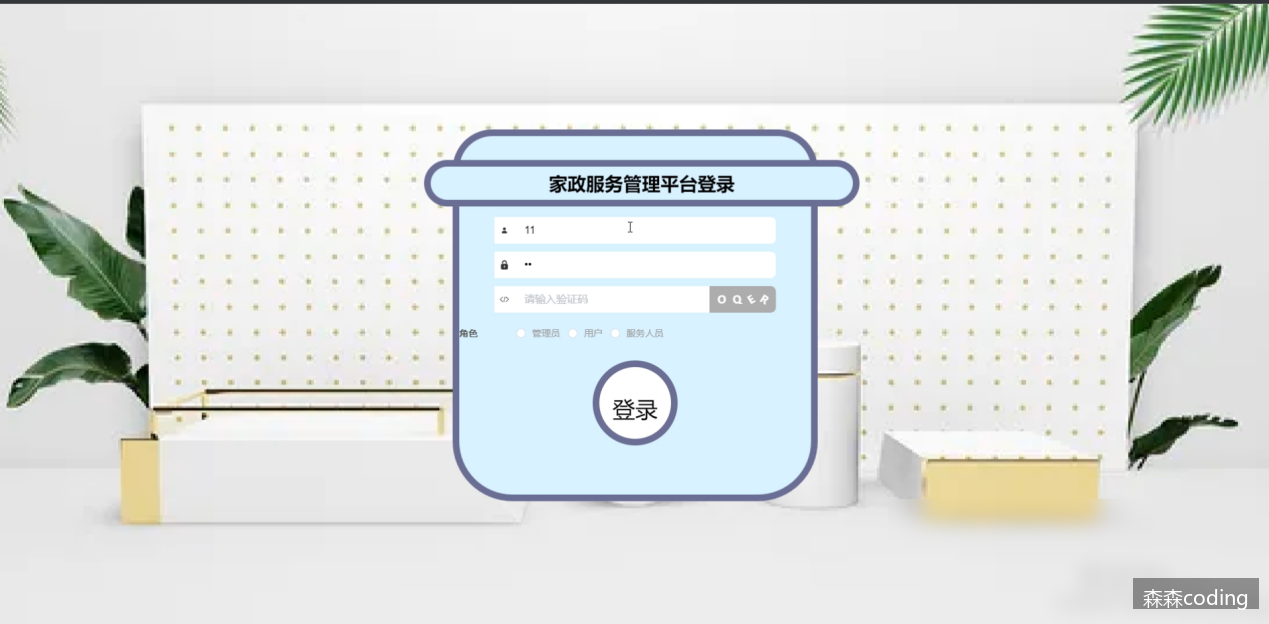 家政服务管理平台登录
11
••
请输入验证码 OQER
角色 管理员 用户 服务人员
登录
森森coding